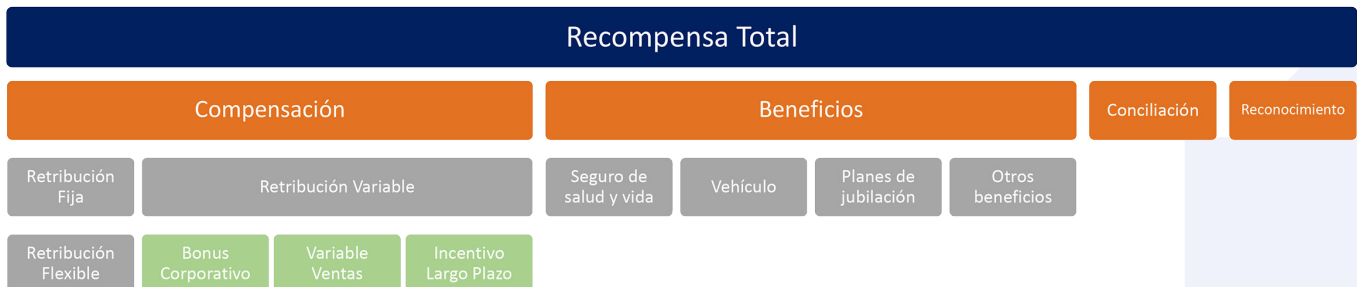 Recompensa Total
Compensación
Beneficios
Conciliación
Reconocimiento
Retribución
Fija
Retribución Variable
Seguro de
salud y vida
Vehículo
Planes de
jubilación
Otros
beneficios
Retribución
Flexible
Bonus
Corporativo
Variable
Ventas
Incentivo
Largo Plazo